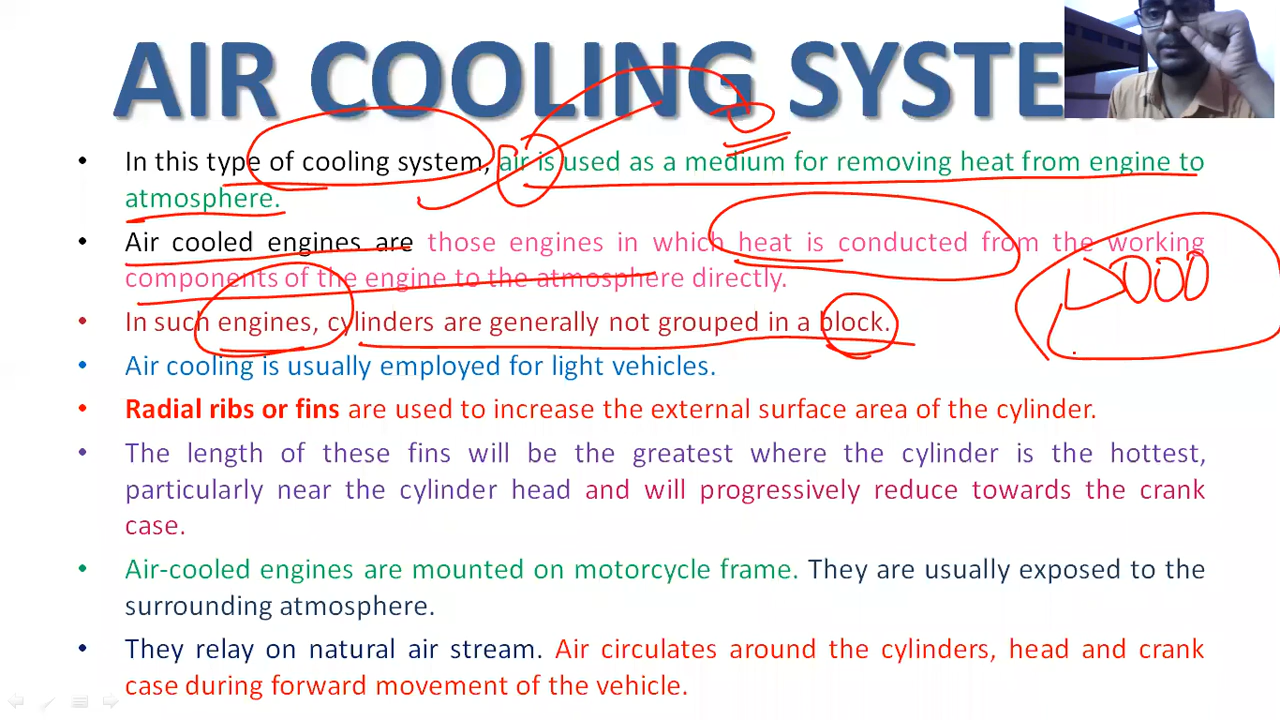 AIR COOLING SYSTE
• In this type of cooling system, air is used as a medium for removing heat from engine to
atmosphere.
• Air cooled engines are those engines in which heat is conducted from the working
components of the engine to the atmosphere directly.
• In such engines, cylinders are generally not grouped in a block.
• Air cooling is usually employed for light vehicles.
• Radial ribs or fins are used to increase the external surface area of the cylinder.
• The length of these fins will be the greatest where the cylinder is the hottest,
particularly near the cylinder head and will progressively reduce towards the crank
case.
• Air-cooled engines are mounted on motorcycle frame. They are usually exposed to the
surrounding atmosphere.
• They relay on natural air stream. Air circulates around the cylinders, head and crank
case during forward movement of the vehicle.